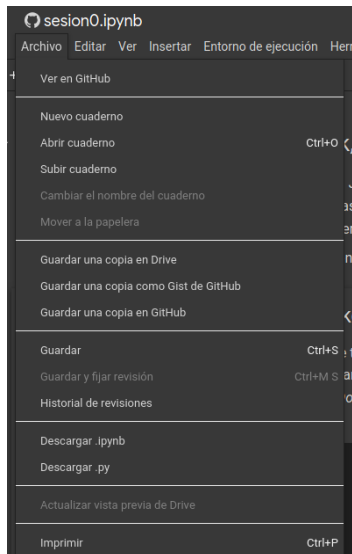 sesion0.ipynb
Archivo Editar Ver Insertar Entorno de ejecución
Ver en GitHub
Nuevo cuaderno
Abrir cuaderno Ctrl+O
Subir cuaderno
Cambiar el nombre del cuaderno
Mover a la papelera
Guardar una copia en Drive
Guardar una copia como Gist de GitHub
Guardar una copia en GitHub
Guardar Ctrl+S
Guardar y fijar revisión Ctrl+M S
Historial de revisiones
Descargar .ipynb
Descargar .py
Actualizar vista previa de Drive
Imprimir Ctrl+P